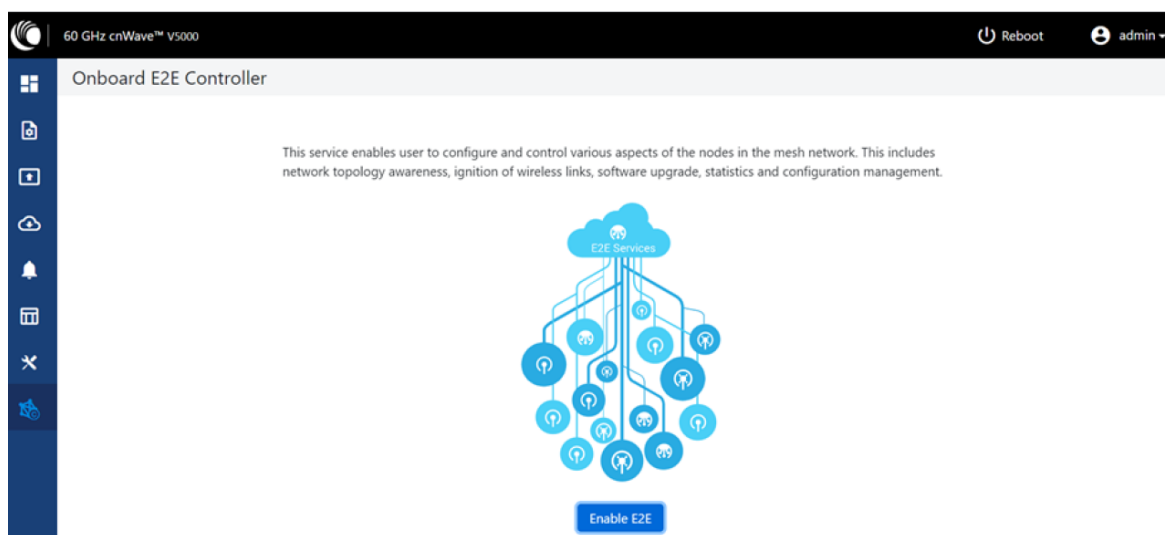 60 GHz cnWave™ V5000
Reboot
admin
Onboard E2E Controller
This service enables user to configure and control various aspects of the nodes in the mesh network. This includes
network topology awareness, ignition of wireless links, software upgrade, statistics and configuration management.
E2E Services
Enable E2E